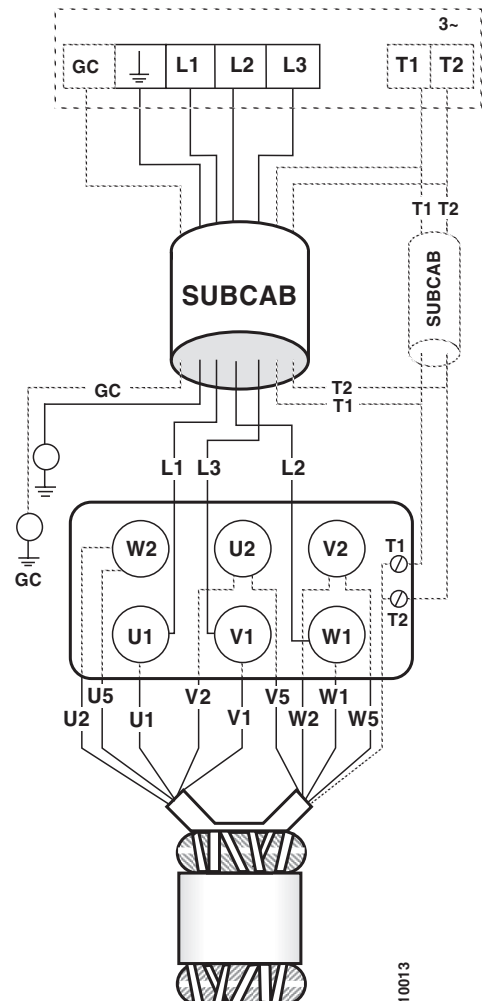 3~
GC L1 L2 L3 T1 T2
T1 T2
SUBCAB
SUBCAB
GC
T2
T1
L1 L3 L2
W2 U2 V2
T1
U1 V1 W1
T2
GC
U5 V2 V5 W1
U2 U1 V1 W2 W5
10013